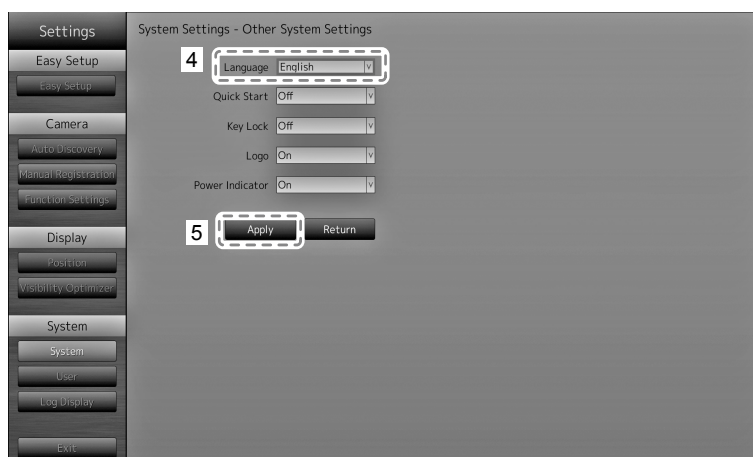 Settings
Easy Setup
Easy Setup
Camera
Auto Discovery
Manual Registration
Function Settings
Display
Position
Visibility Optimizer
System
System
User
Log Display
Exit
System Settings - Other System Settings
4
Language English
Quick Start Off
Key Lock Off
Logo On
Power Indicator On
5
Apply Return